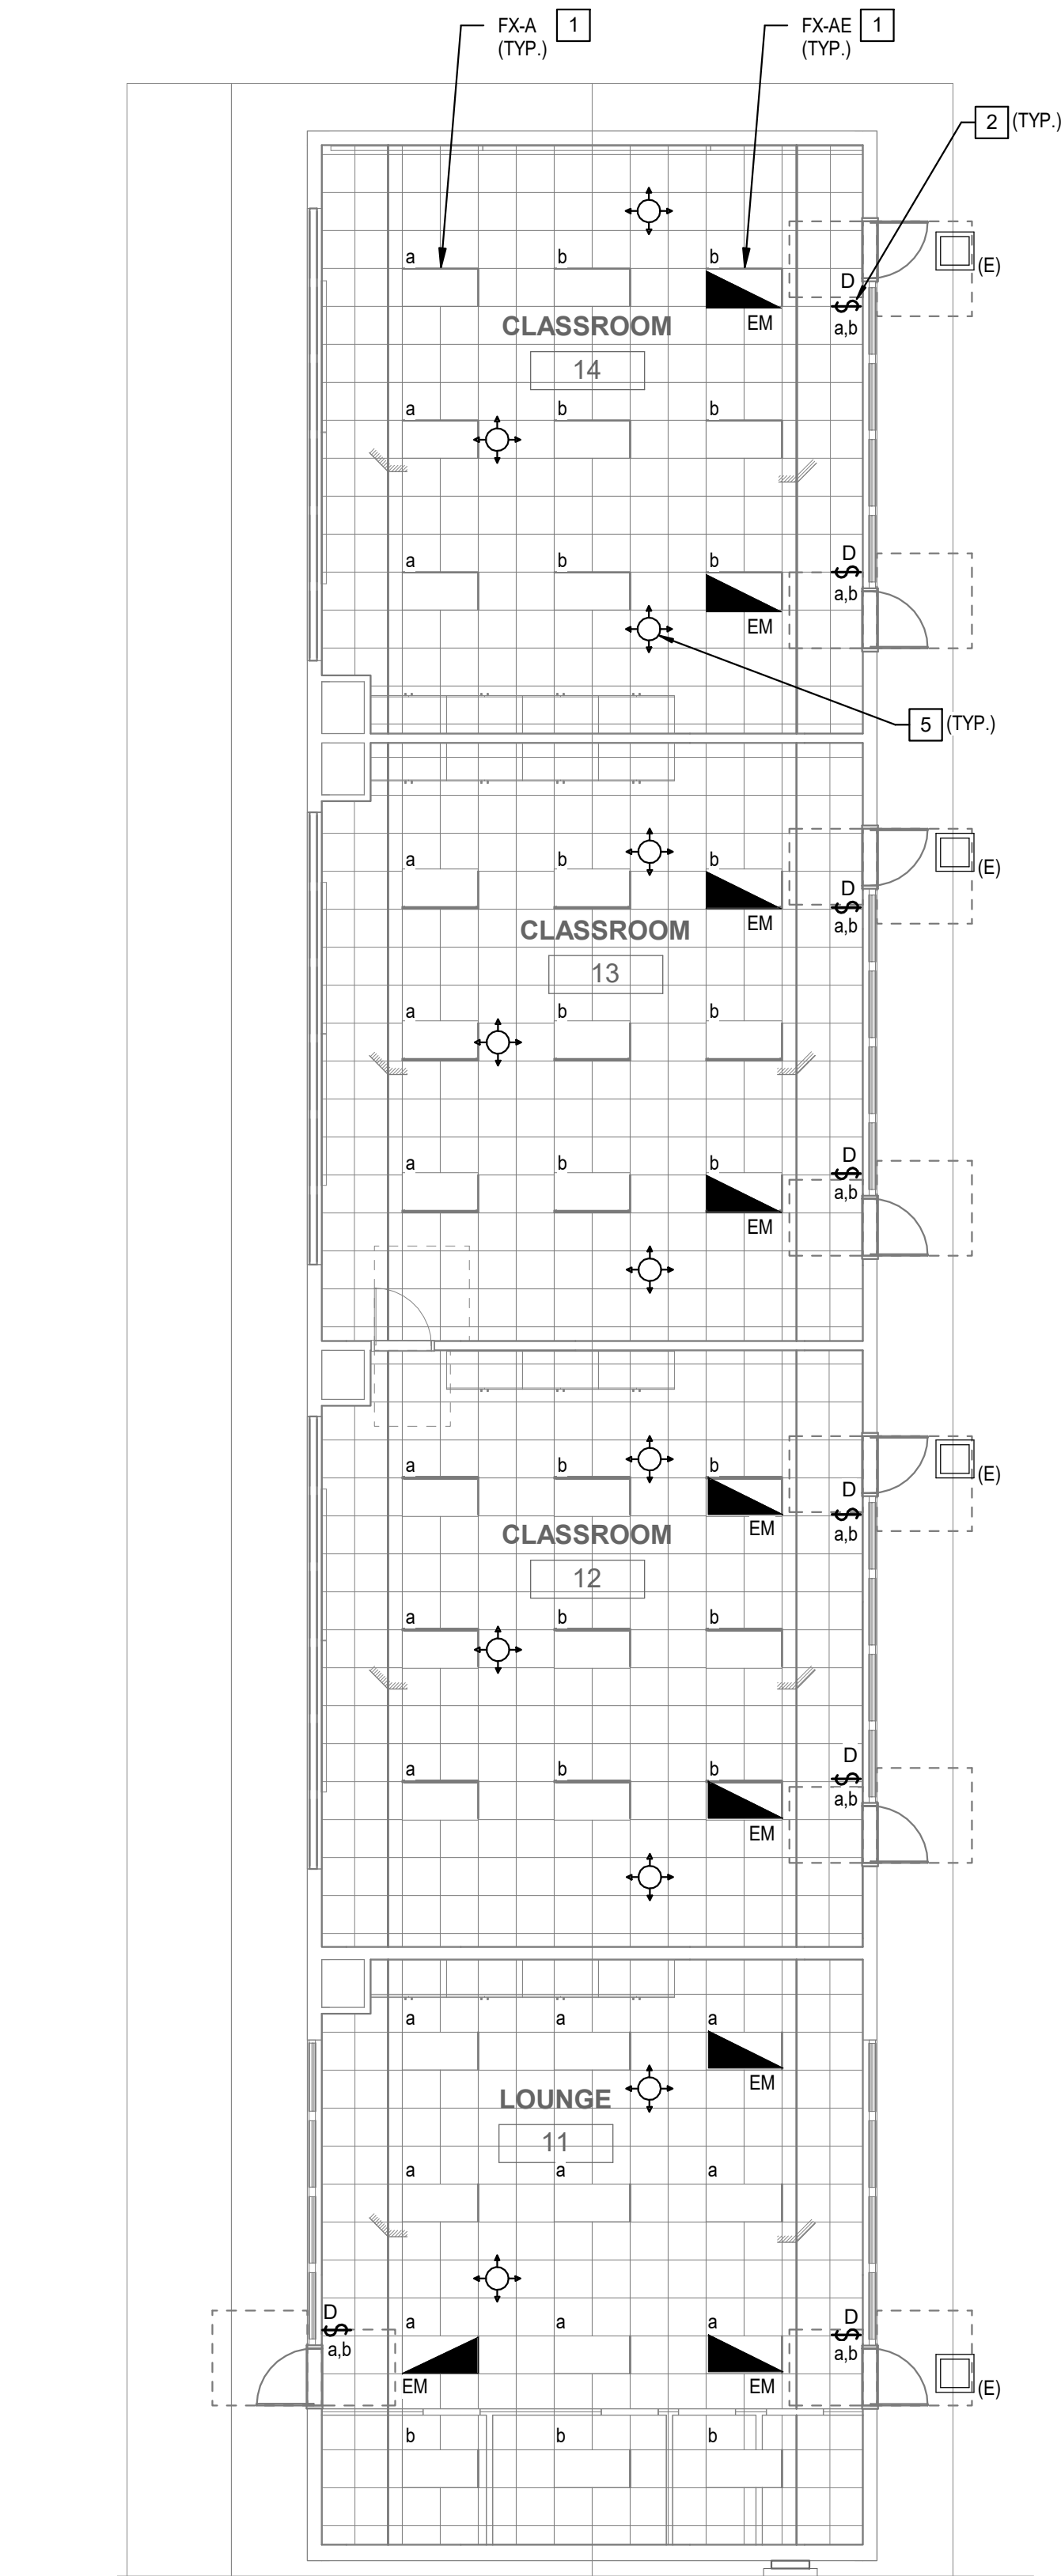 FX-A 1
(TYP.)
FX-AE 1
(TYP.)
2 (TYP.)
a b b
D
(E)
EM
a,b
CLASSROOM
14
a b b
a b b
D
a,b
EM
5 (TYP.)
a b b
(E)
D
EM
a,b
CLASSROOM
13
a b b
a b b
D
a,b
EM
a b b
(E)
D
EM
a,b
CLASSROOM
12
a b b
a b b
D
a,b
EM
a a a
EM
LOUNGE
11
a a a
D
a a a
D
a,b
a,b
EM
EM
(E)
b b b